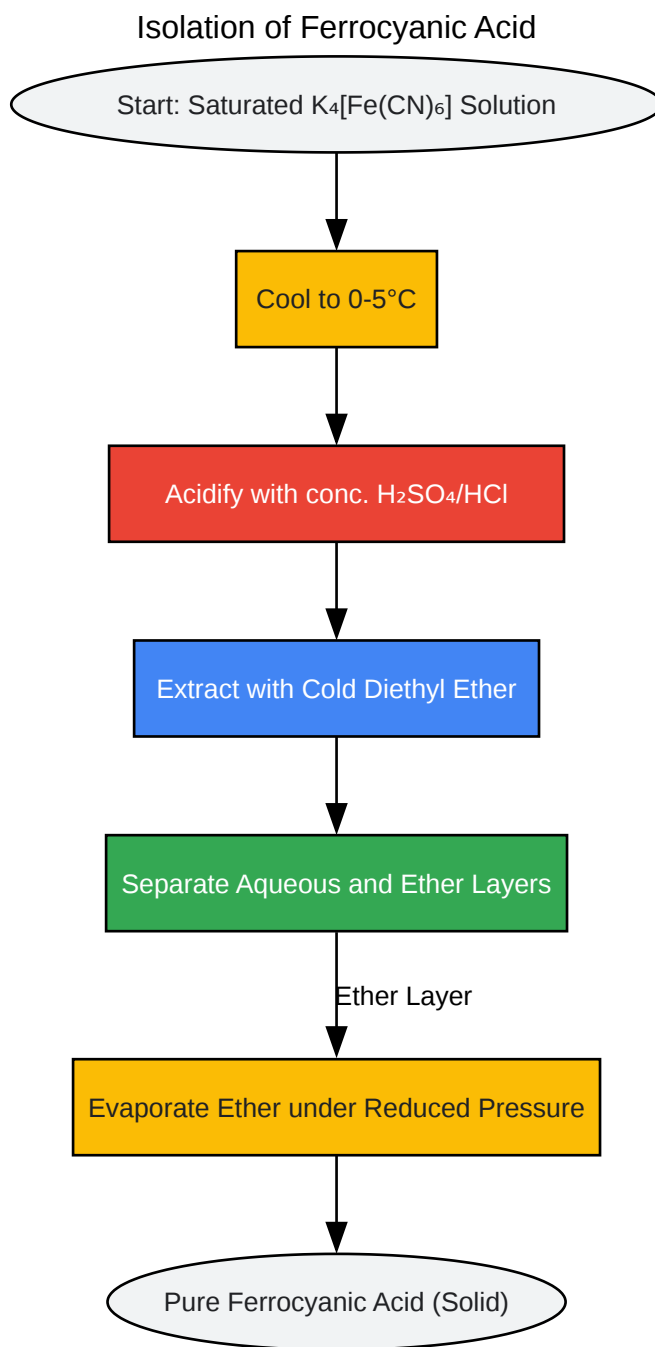 Isolation of Ferrocyanic Acid
Start: Saturated K₄[Fe(CN)₆] Solution
Cool to 0-5°C
Acidify with conc. H₂SO₄/HCl
Extract with Cold Diethyl Ether
Separate Aqueous and Ether Layers
Ether Layer
Evaporate Ether under Reduced Pressure
Pure Ferrocyanic Acid (Solid)